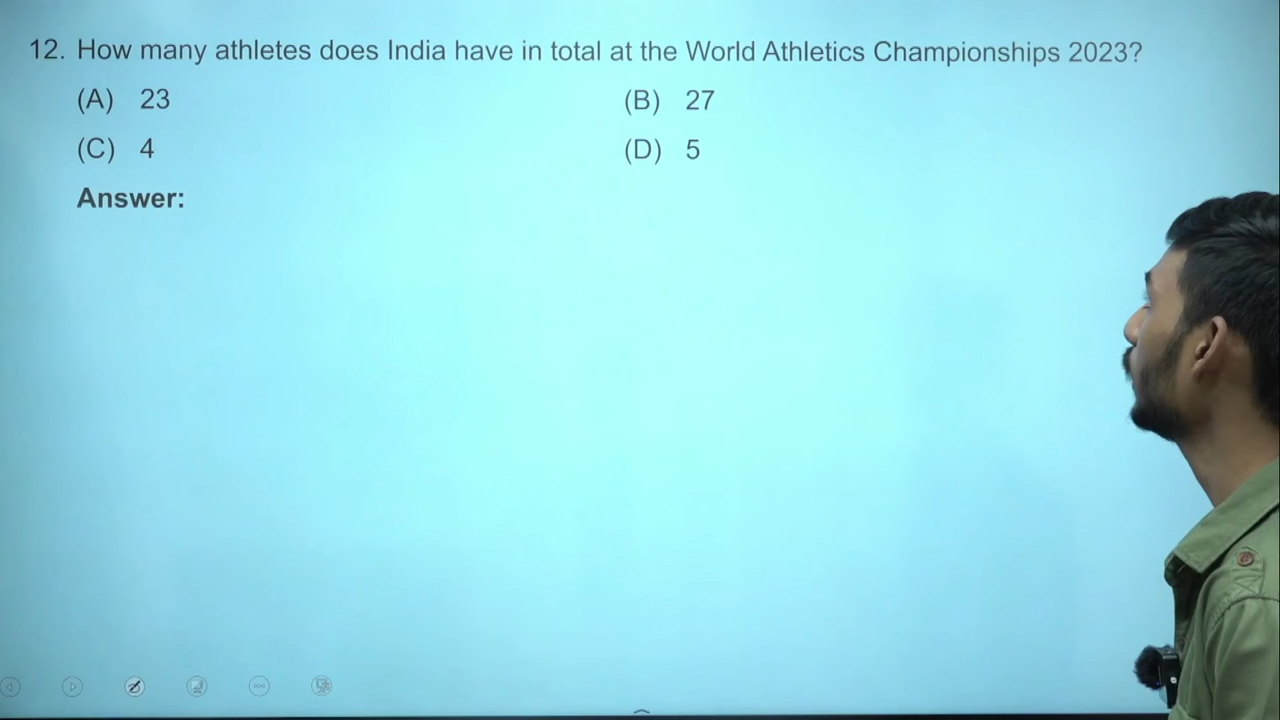 12. How many athletes does India have in total at the World Athletics Championships 2023?
(A) 23 (B) 27
(C) 4 (D) 5
Answer: